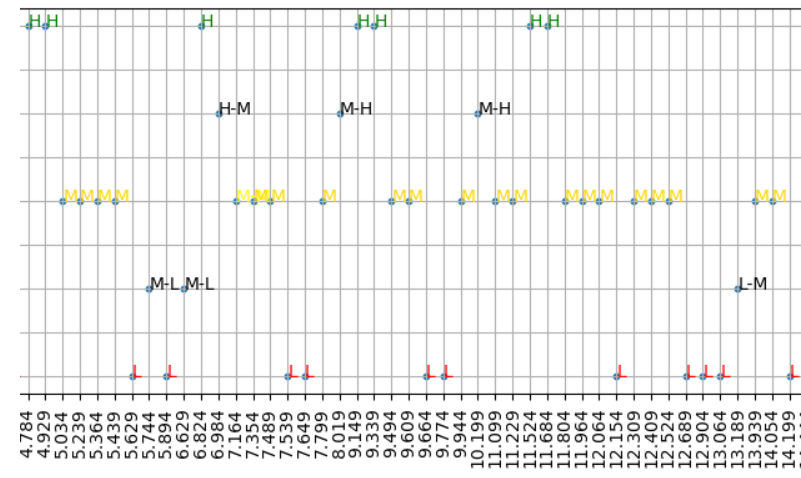 H H H H H H H
H-M M-H M-H
M M M M M M M M M M M M M M M M M M M M M M
M-L M-L L-M
L L L L L L L L L L L
4.784 4.929 5.034 5.239 5.364 5.439 5.629 5.744 5.894 6.629 6.824 6.984 7.164 7.354 7.489 7.539 7.649 7.799 8.019 9.149 9.339 9.494 9.609 9.664 9.774 9.944 10.199 11.099 11.229 11.524 11.684 11.804 11.964 12.064 12.154 12.309 12.409 12.524 12.689 12.904 13.064 13.189 13.939 14.054 14.199